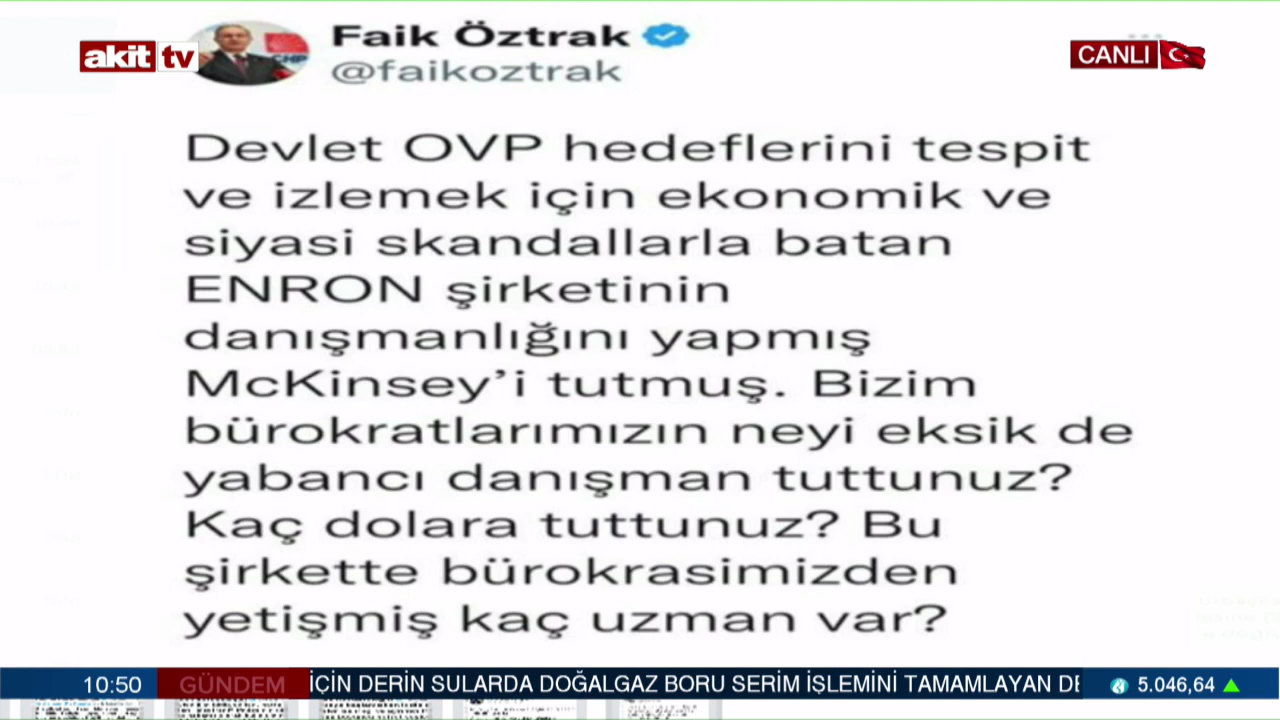 akit tv
Faik Öztrak
@faikoztrak
CANLI
CHP
Devlet OVP hedeflerini tespit
ve izlemek için ekonomik ve
siyasi skandallarla batan
ENRON şirketinin
danışmanlığını yapmış
McKinsey’i tutmuş. Bizim
bürokratlarımızın neyi eksik de
yabancı danışman tuttunuz?
Kaç dolara tuttunuz? Bu
şirkette bürokrasimizden
yetişmiş kaç uzman var?
10:50 GÜNDEM İÇİN DERİN SULARDA DOĞALGAZ BORU SERİM İŞLEMİNİ TAMAMLAYAN 5.046,64